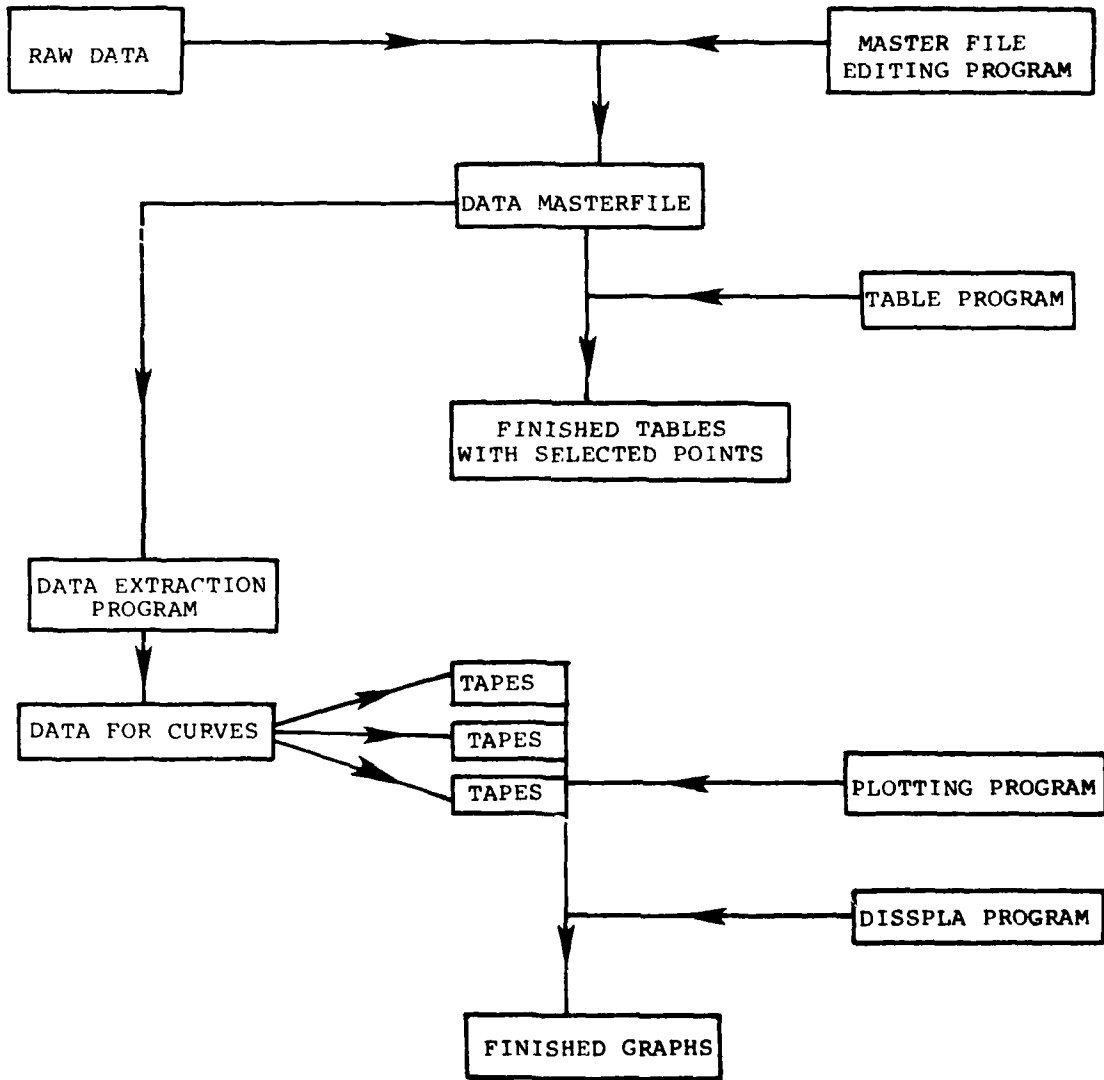 RAW DATA
MASTER FILE
EDITING PROGRAM
DATA MASTERFILE
TABLE PROGRAM
FINISHED TABLES
WITH SELECTED POINTS
DATA EXTRACTION
PROGRAM
DATA FOR CURVES
TAPES
TAPES
TAPES
PLOTTING PROGRAM
DISSPLA PROGRAM
FINISHED GRAPHS